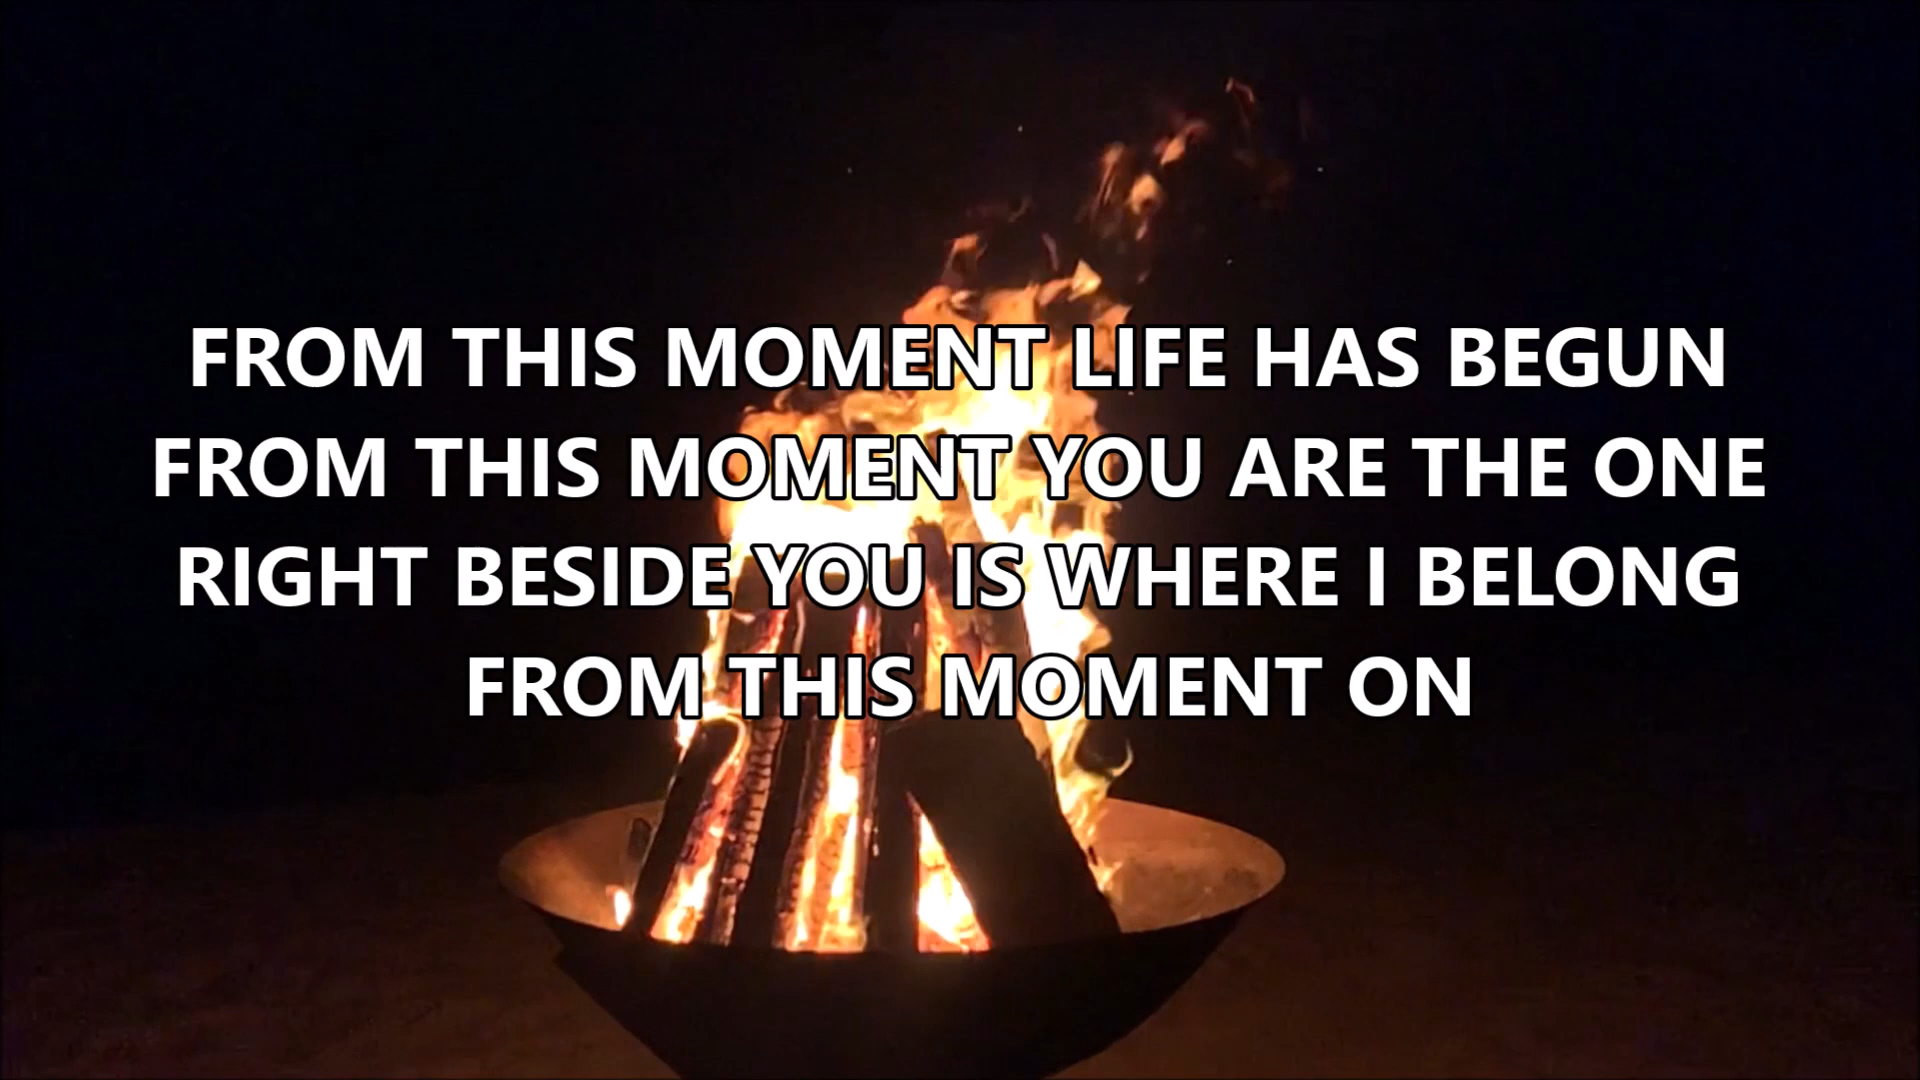 FROM THIS MOMENT LIFE HAS BEGUN
FROM THIS MOMENT YOU ARE THE ONE
RIGHT BESIDE YOU IS WHERE I BELONG
FROM THIS MOMENT ON